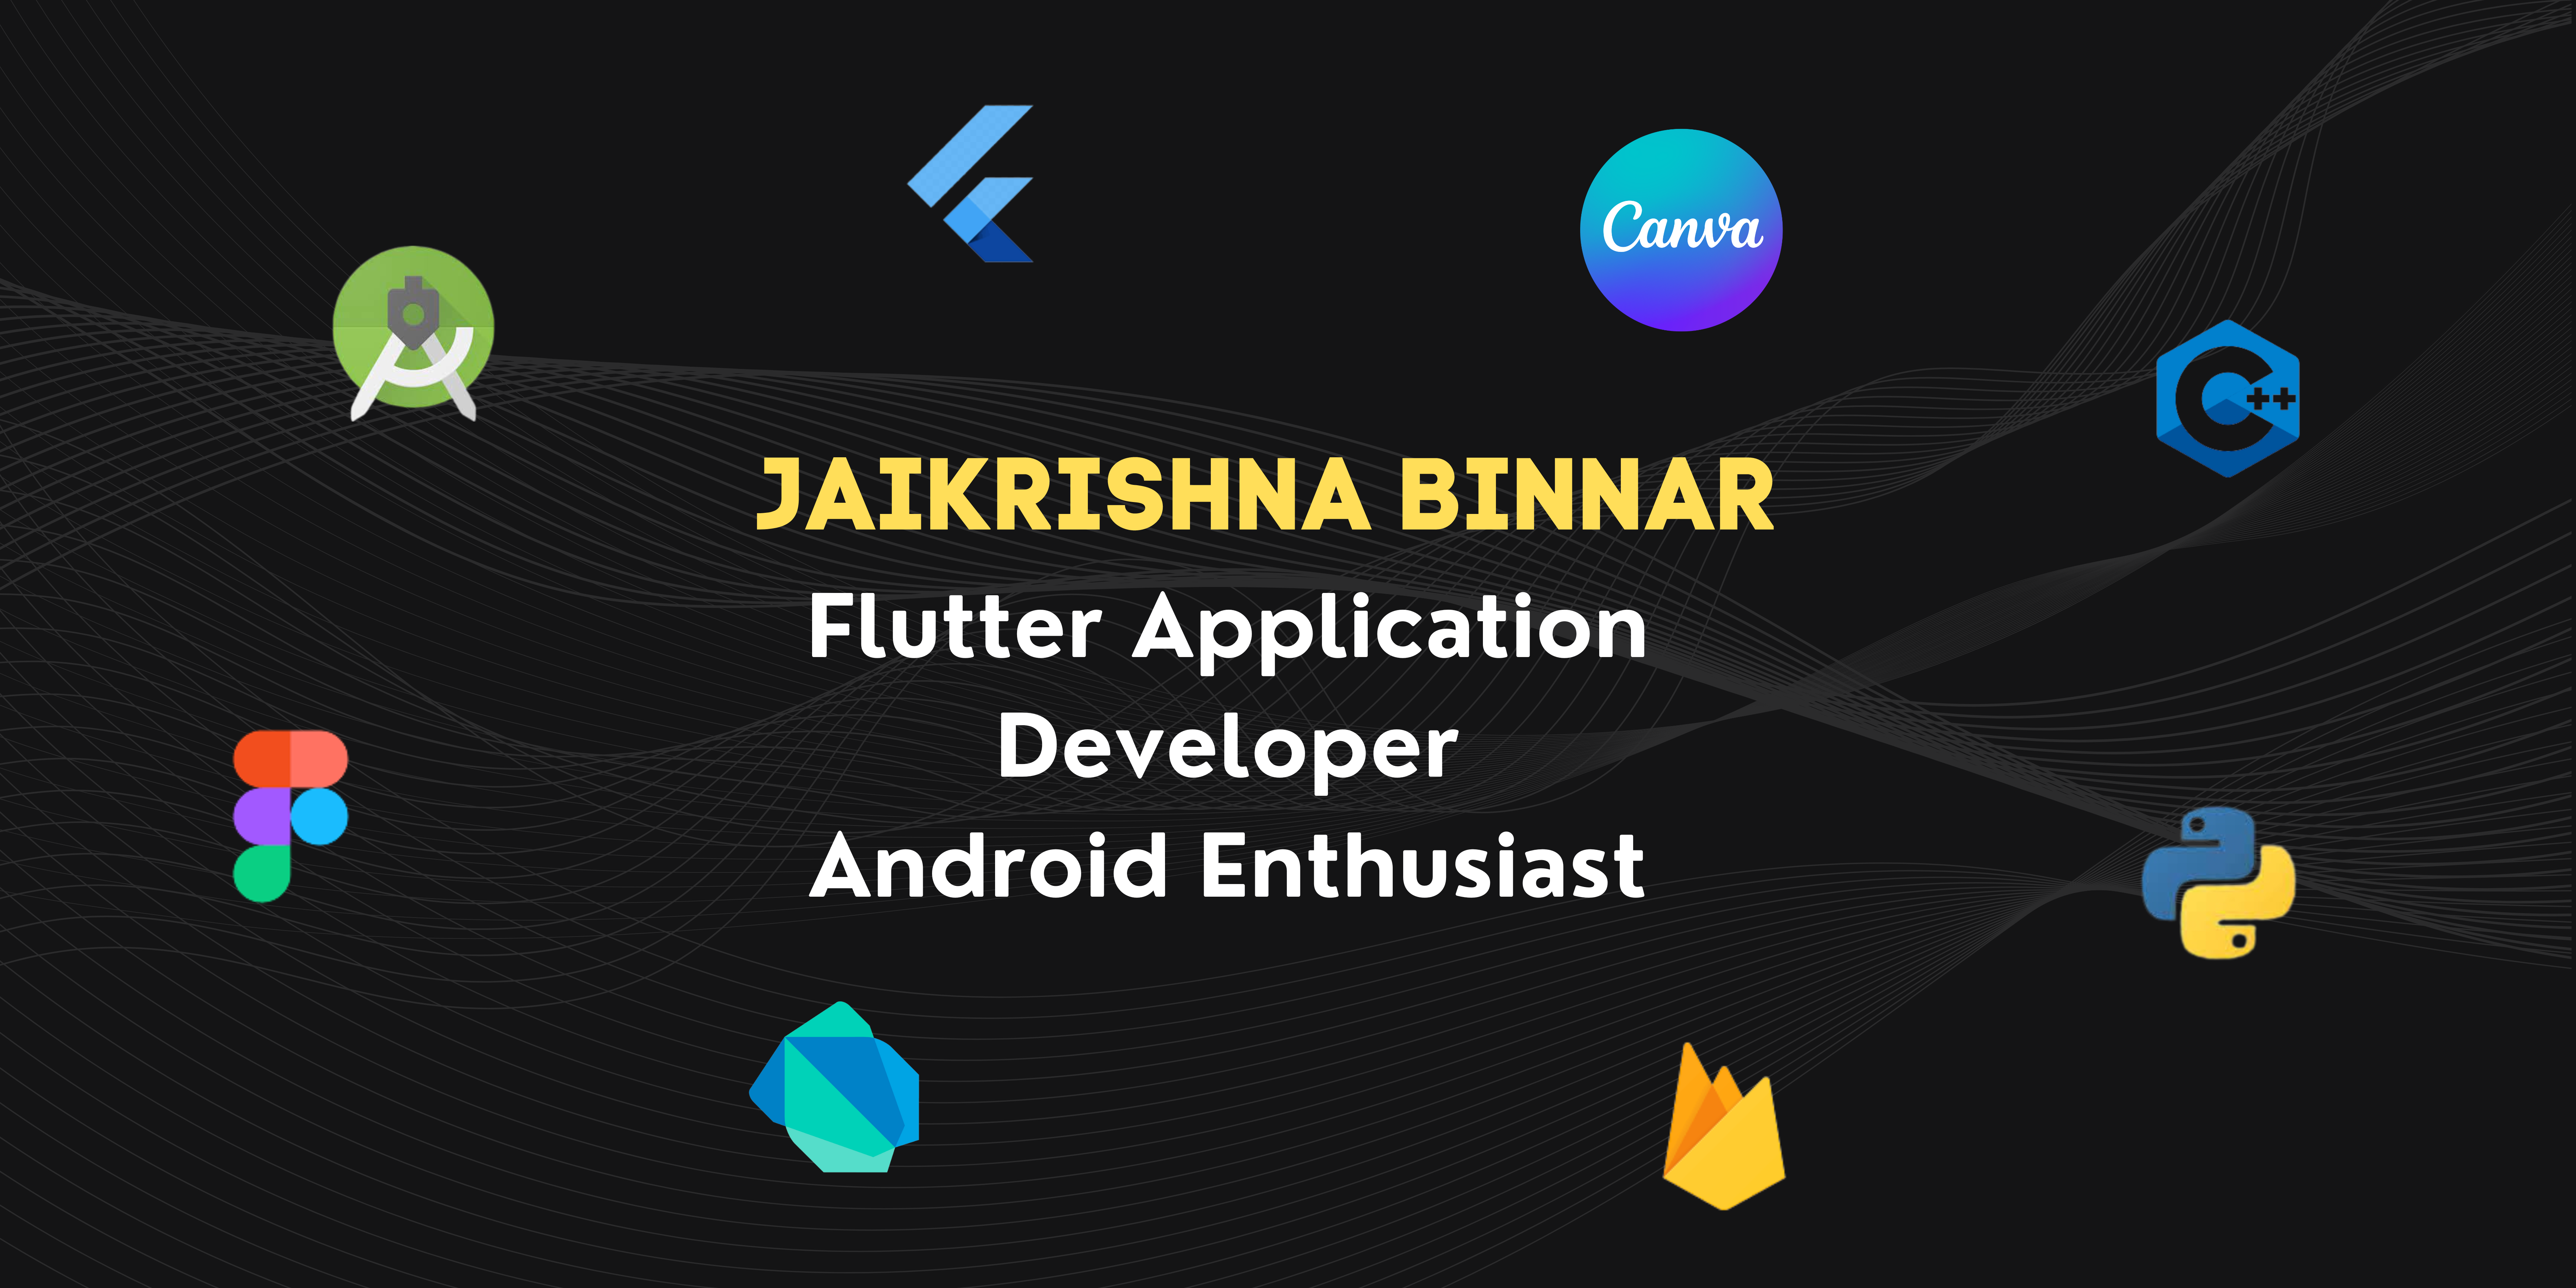 Canva
C++
JAIKRISHNA BINNAR
Flutter Application
Developer
Android Enthusiast